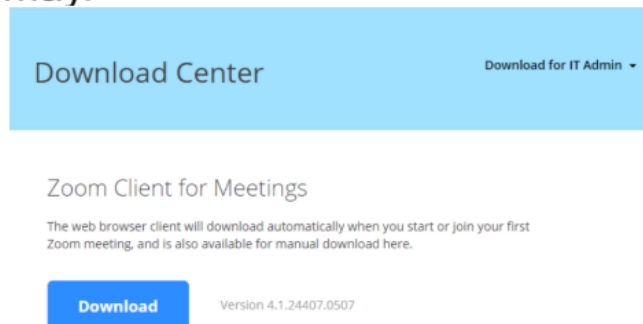 Download Center
Download for IT Admin
Zoom Client for Meetings
The web browser client will download automatically when you start or join your first
Zoom meeting, and is also available for manual download here.
Download
Version 4.1.24407.0507